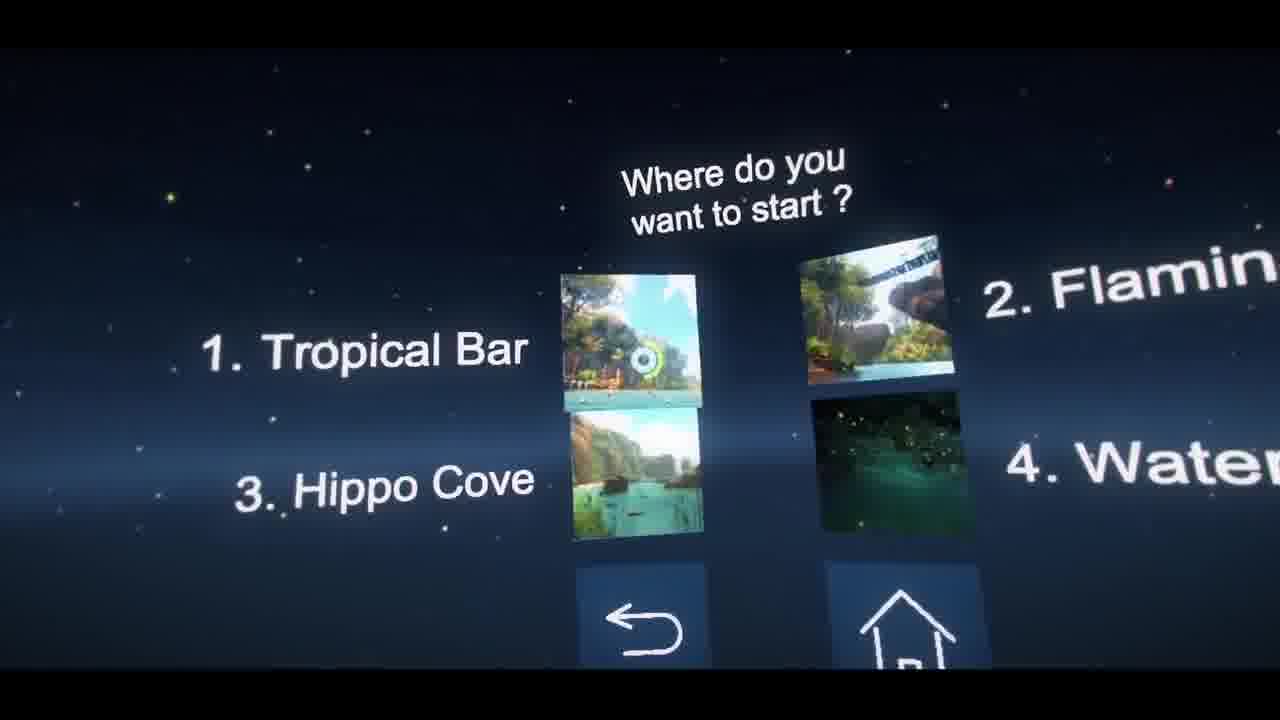 Where do you
want to start ?
1. Tropical Bar
2. Flamin
3. Hippo Cove
4. Water